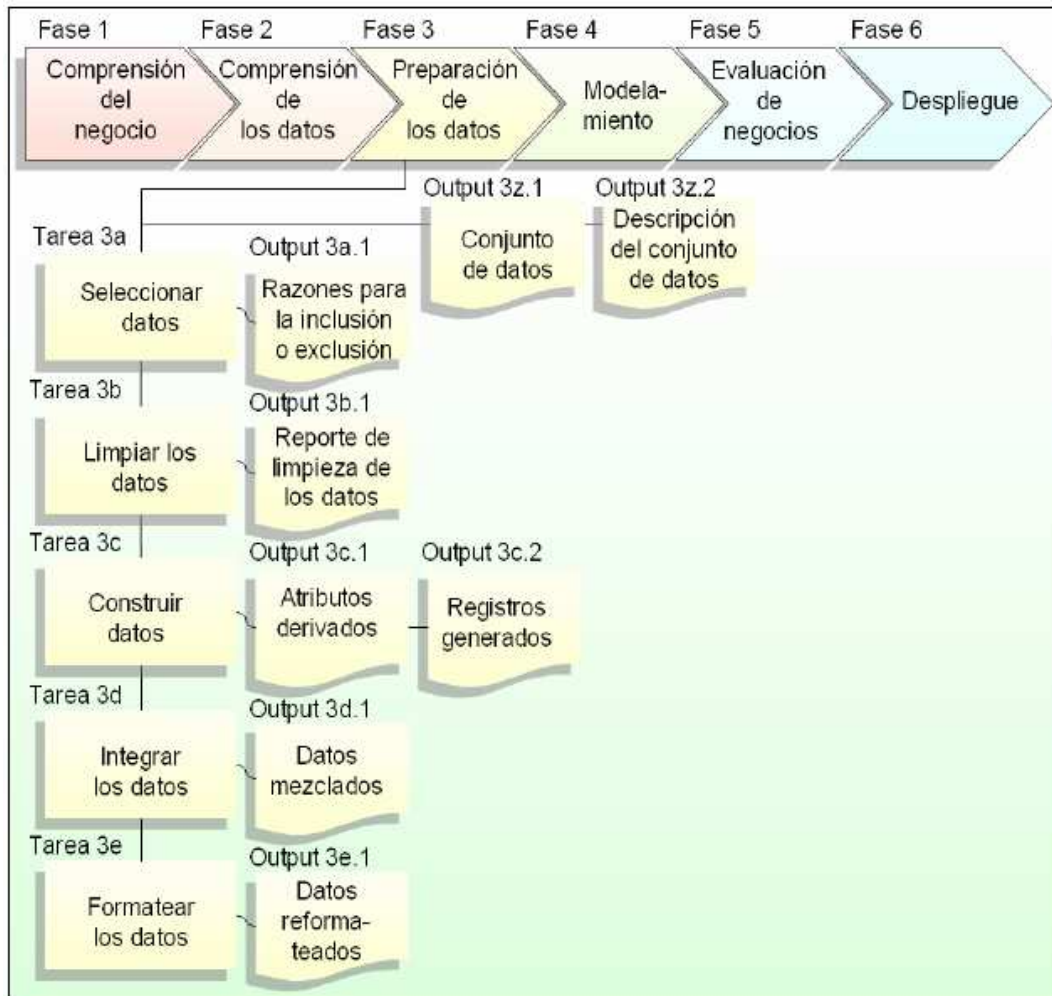 Fase 1
Fase 2
Fase 3
Fase 4
Fase 5
Fase 6
Comprensión
del
negocio
Comprensión
de
los datos
Preparación
de
los datos
Modela-
miento
Evaluación
de
negocios
Despliegue
Output 3z.1
Conjunto
de datos
Output 3z.2
Descripción
del conjunto
de datos
Tarea 3a
Seleccionar
datos
Output 3a.1
Razones para
la inclusión
o exclusión
Tarea 3b
Limpiar los
datos
Output 3b.1
Reporte de
limpieza de
los datos
Tarea 3c
Construir
datos
Output 3c.1
Atributos
derivados
Output 3c.2
Registros
generados
Tarea 3d
Integrar
los datos
Output 3d.1
Datos
mezclados
Tarea 3e
Formatear
los datos
Output 3e.1
Datos
reforma-
teados